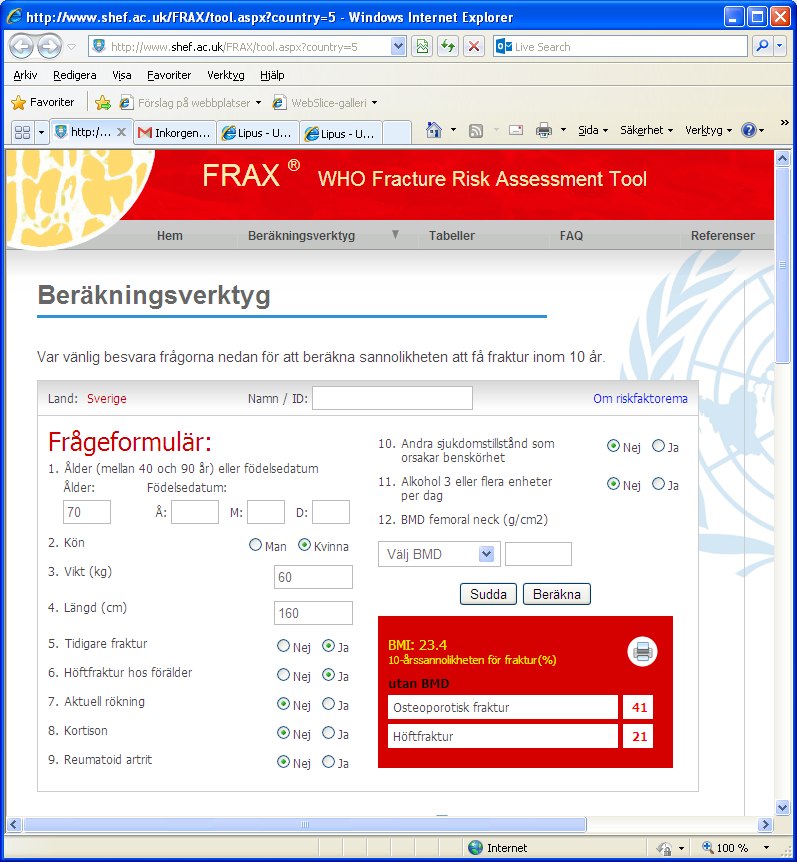 http://www.shef.ac.uk/FRAX/tool.aspx?country=5 - Windows Internet Explorer
http://www.shef.ac.uk/FRAX/tool.aspx?country=5
Live Search
Arkiv Redigera Visa Favoriter Verktyg Hjälp
Favoriter Förslag på webbplatser WebSlice-galleri
http:/... Inkorgen... Lipus - U... Lipus - U... Sida Säkerhet Verktyg
FRAX ® WHO Fracture Risk Assessment Tool
Hem Beräkningsverktyg Tabeller FAQ Referenser
Beräkningsverktyg
Var vänlig besvara frågorna nedan för att beräkna sannolikheten att få fraktur inom 10 år.
Land: Sverige Namn / ID: Om riskfaktorerna
Frågeformulär:
1. Ålder (mellan 40 och 90 år) eller födelsedatum
Ålder: Födelsedatum:
70 Å: M: D:
2. Kön Man Kvinna
3. Vikt (kg) 60
4. Längd (cm) 160
5. Tidigare fraktur Nej Ja
6. Höftfraktur hos förälder Nej Ja
7. Aktuell rökning Nej Ja
8. Kortison Nej Ja
9. Reumatoid artrit Nej Ja
10. Andra sjukdomstillstånd som
orsakar benskörhet Nej Ja
11. Alkohol 3 eller flera enheter
per dag Nej Ja
12. BMD femoral neck (g/cm2)
Välj BMD
Sudda Beräkna
BMI: 23.4
10-årssannolikheten för fraktur(%)
utan BMD
Osteoporotisk fraktur 41
Höftfraktur 21
Internet 100 %